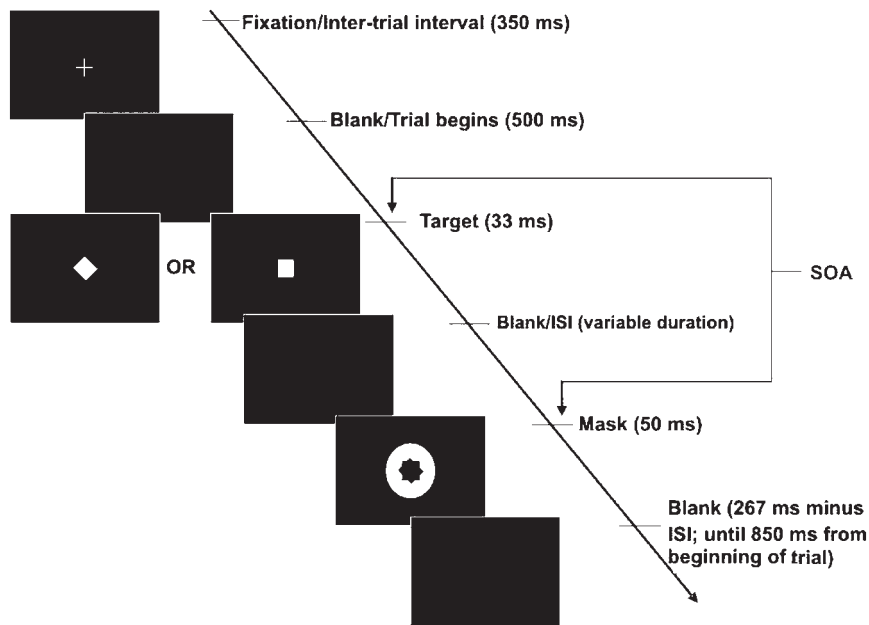 Fixation/Inter-trial interval (350 ms)
Blank/Trial begins (500 ms)
Target (33 ms)
OR
SOA
Blank/ISI (variable duration)
Mask (50 ms)
Blank (267 ms minus
ISI; until 850 ms from
beginning of trial)